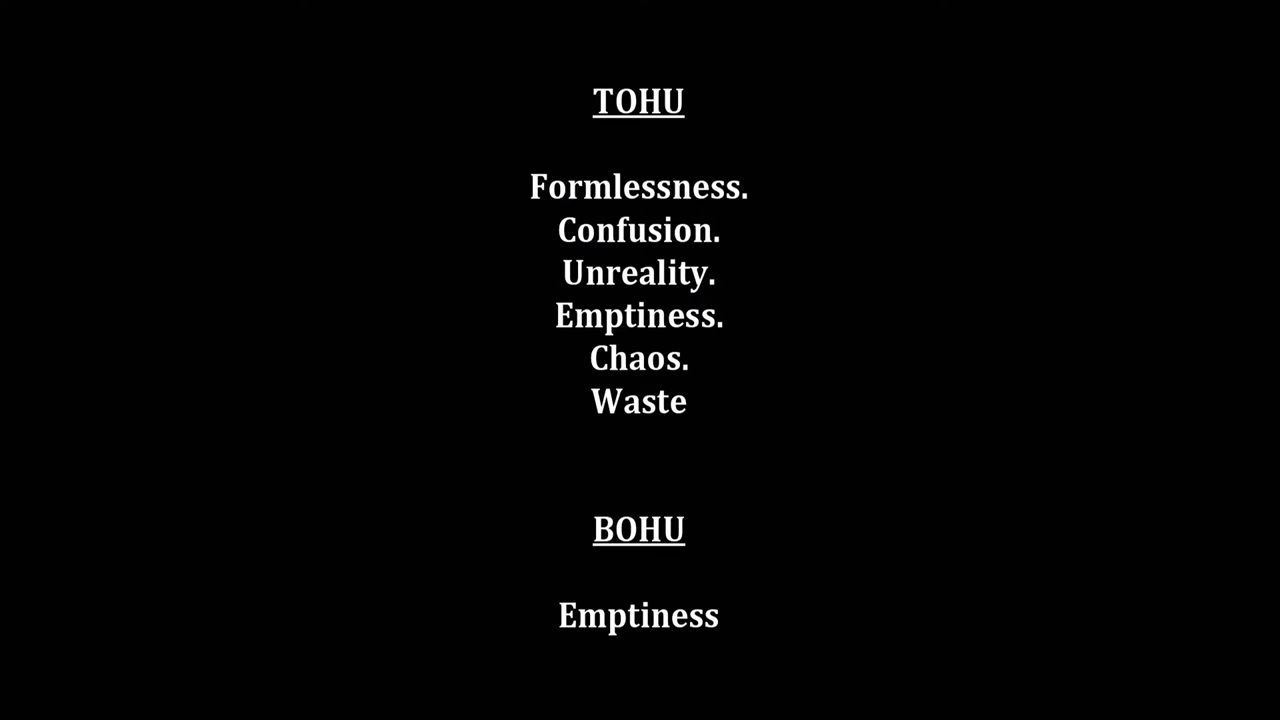 TOHU
Formlessness.
Confusion.
Unreality.
Emptiness.
Chaos.
Waste
BOHU
Emptiness